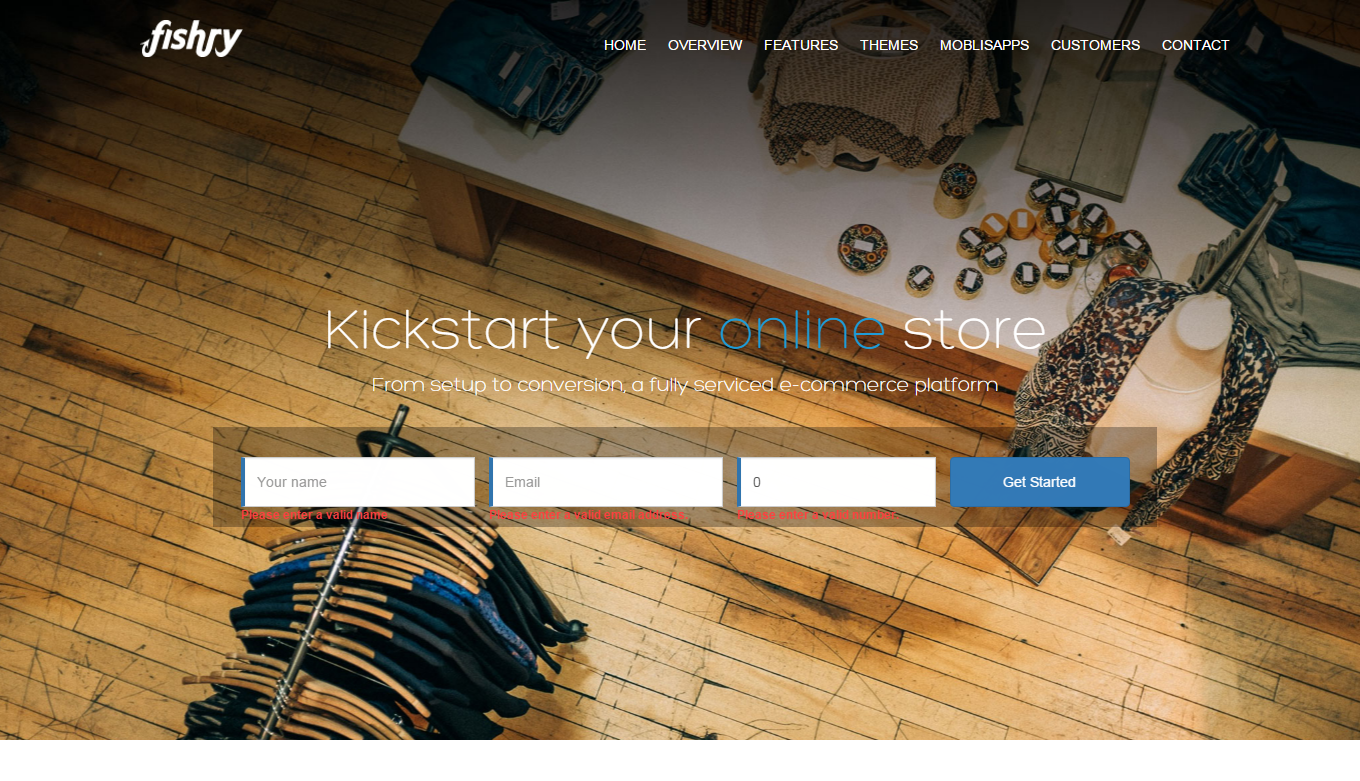 fishry
HOME OVERVIEW FEATURES THEMES MOBLISAPPS CUSTOMERS CONTACT
Kickstart your online store
From setup to conversion, a fully serviced e-commerce platform
Your name Email 0 Get Started
Please enter a valid name. Please enter a valid email address. Please enter a valid number.